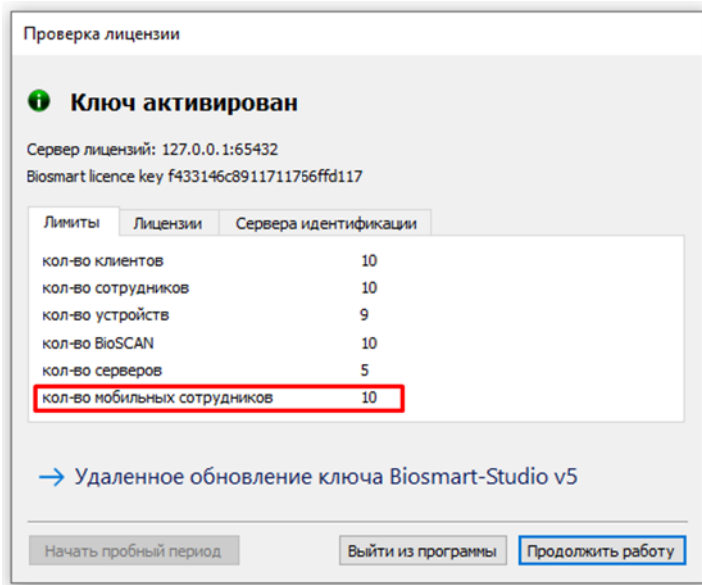 Проверка лицензии
Ключ активирован
Сервер лицензий: 127.0.0.1:65432
Biosmart licence key f433146c8911711756ffd117
Лимиты Лицензии Сервера идентификации
кол-во клиентов 10
кол-во сотрудников 10
кол-во устройств 9
кол-во BioSCAN 10
кол-во серверов 5
кол-во мобильных сотрудников 10
→ Удаленное обновление ключа Biosmart-Studio v5
Начать пробный период Выйти из программы Продолжить работу